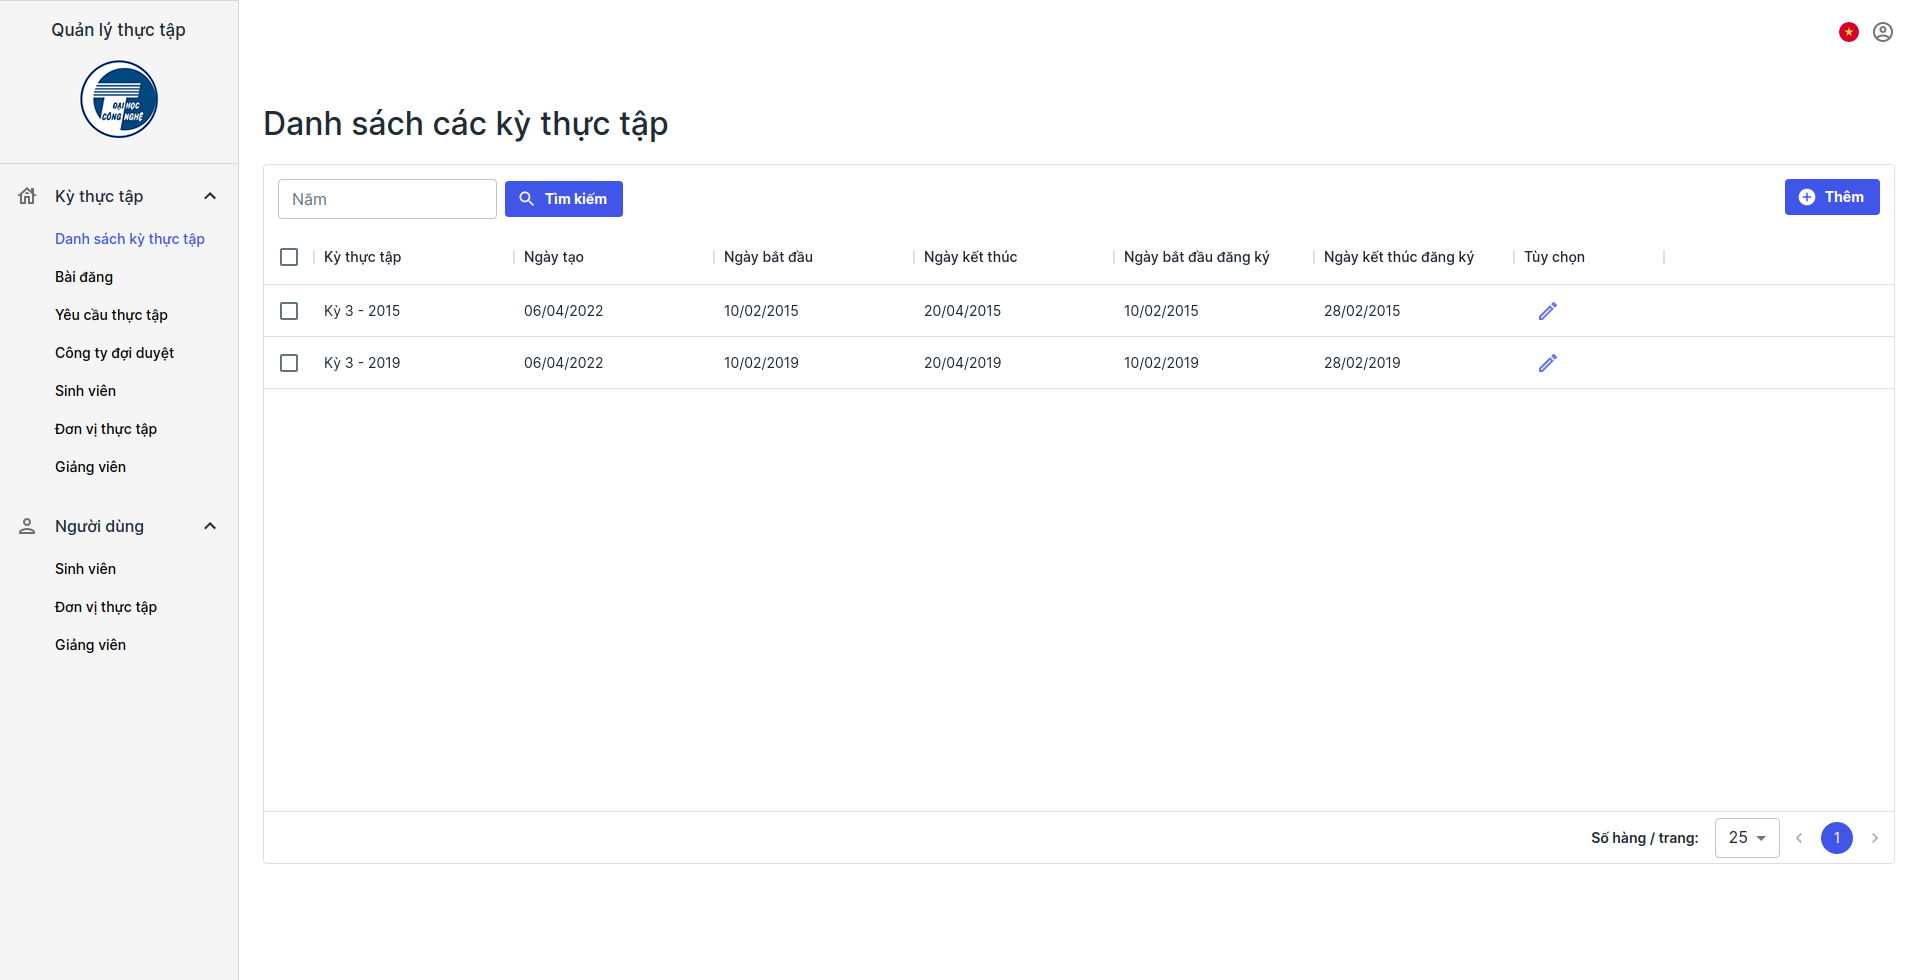 Quản lý thực tập
ĐẠI HỌC
CÔNG NGHỆ
Kỳ thực tập
Danh sách kỳ thực tập
Bài đăng
Yêu cầu thực tập
Công ty đợi duyệt
Sinh viên
Đơn vị thực tập
Giảng viên
Người dùng
Sinh viên
Đơn vị thực tập
Giảng viên
Danh sách các kỳ thực tập
Năm Tìm kiếm Thêm
Kỳ thực tập Ngày tạo Ngày bắt đầu Ngày kết thúc Ngày bắt đầu đăng ký Ngày kết thúc đăng ký Tùy chọn
Kỳ 3 - 2015 06/04/2022 10/02/2015 20/04/2015 10/02/2015 28/02/2015
Kỳ 3 - 2019 06/04/2022 10/02/2019 20/04/2019 10/02/2019 28/02/2019
Số hàng / trang: 25 1